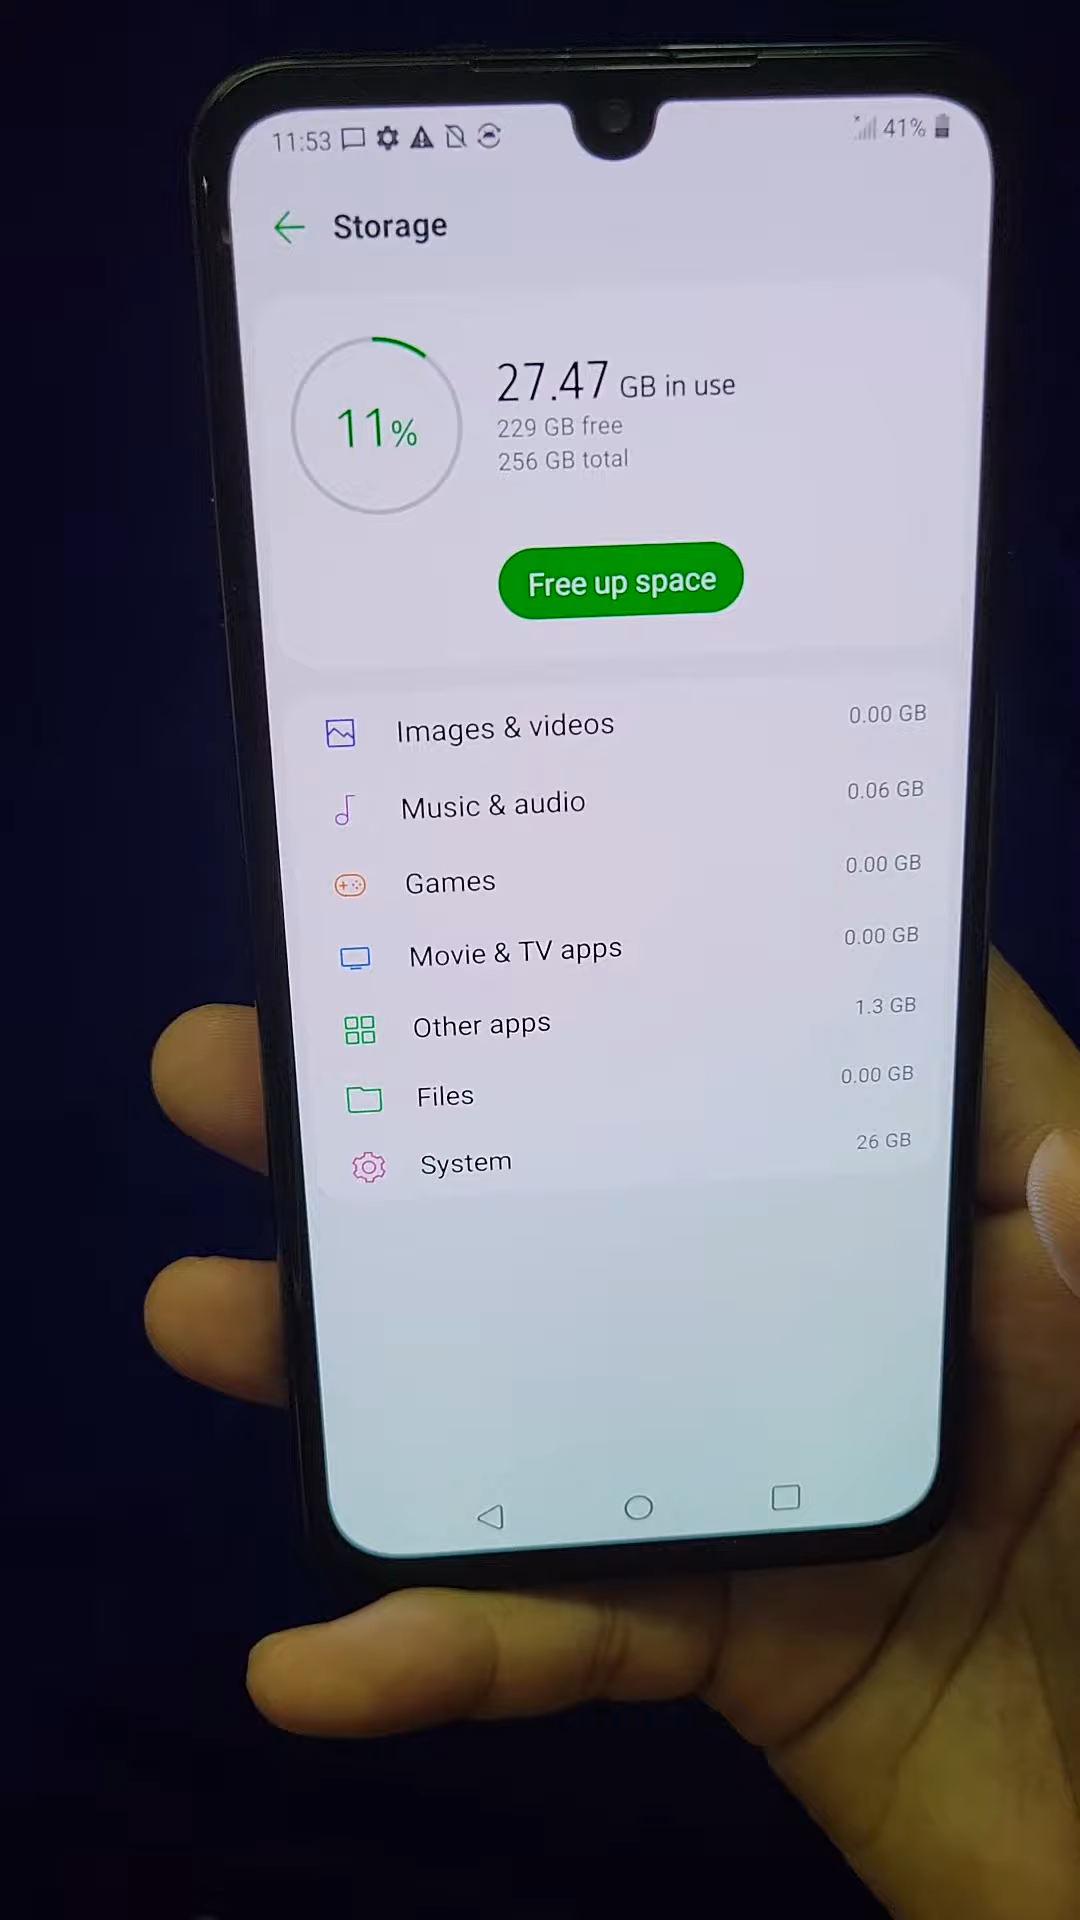 11:53
41%
Storage
11%
27.47 GB in use
229 GB free
256 GB total
Free up space
Images & videos 0.00 GB
Music & audio 0.06 GB
Games 0.00 GB
Movie & TV apps 0.00 GB
Other apps 1.3 GB
Files 0.00 GB
System 26 GB